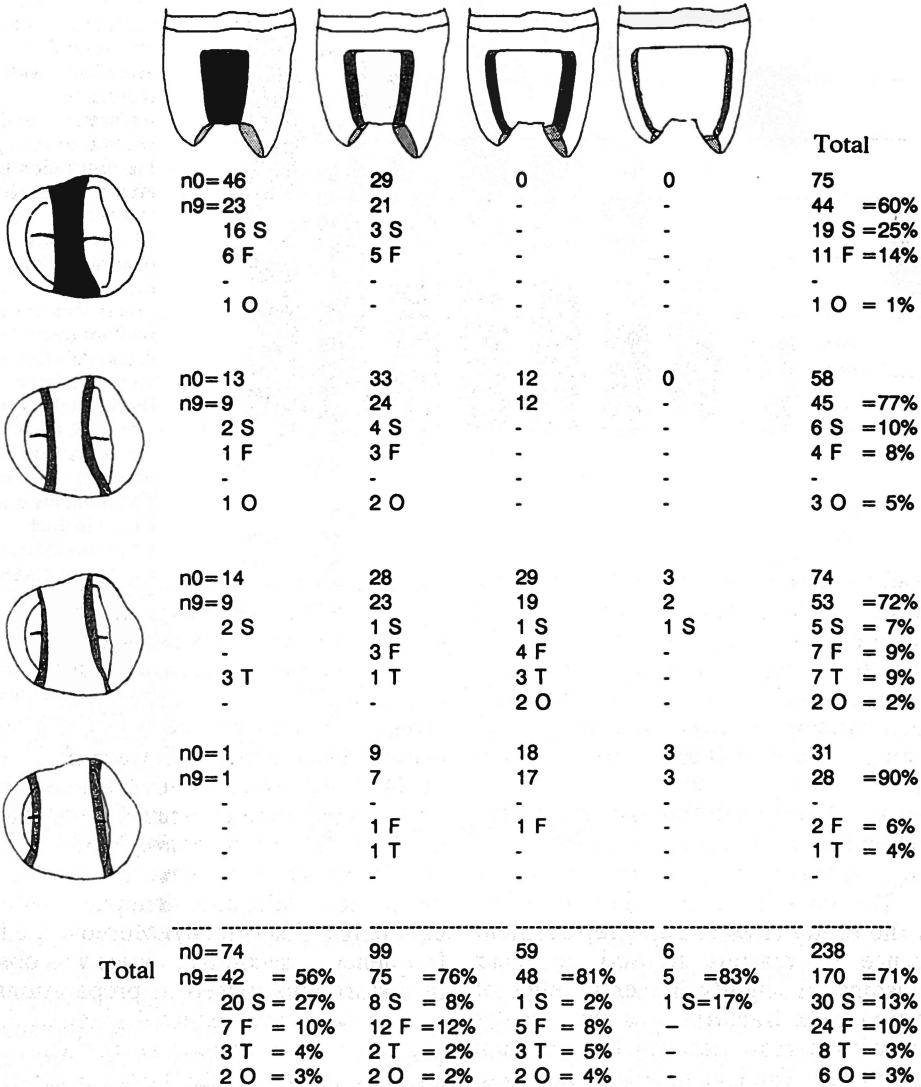 Total
n0=46 29 0 0 75
n9=23 21 - - 44 =60%
16 S 3 S - - 19 S =25%
6 F 5 F - - 11 F =14%
- - - - -
1 O - - - 1 O = 1%
n0=13 33 12 0 58
n9=9 24 12 - 45 =77%
2 S 4 S - - 6 S =10%
1 F 3 F - - 4 F = 8%
- - - - -
1 O 2 O - - 3 O = 5%
n0=14 28 29 3 74
n9=9 23 19 2 53 =72%
2 S 1 S 1 S 1 S 5 S = 7%
- 3 F 4 F - 7 F = 9%
3 T 1 T 3 T - 7 T = 9%
- - 2 O - 2 O = 2%
n0=1 9 18 3 31
n9=1 7 17 3 28 =90%
- - - - -
- 1 F 1 F - 2 F = 6%
- 1 T - - 1 T = 4%
- - - - -
n0=74 99 59 6 238
Total n9=42 =56% 75 =76% 48 =81% 5 =83% 170 =71%
20 S =27% 8 S =8% 1 S =2% 1 S=17% 30 S =13%
7 F =10% 12 F =12% 5 F =8% – 24 F =10%
3 T =4% 2 T =2% 3 T =5% – 8 T =3%
2 O =3% 2 O =2% 2 O =4% – 6 O =3%